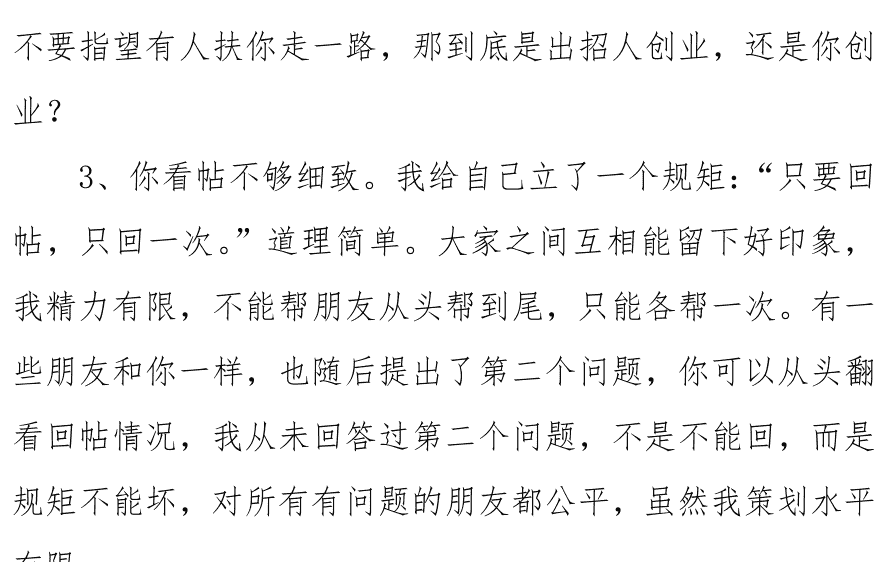 不要指望有人扶你走一路，那到底是出招人创业，还是你创
业？
3、你看帖不够细致。我给自己立了一个规矩：“只要回
帖，只回一次。”道理简单。大家之间互相能留下好印象，
我精力有限，不能帮朋友从头帮到尾，只能各帮一次。有一
些朋友和你一样，也随后提出了第二个问题，你可以从头翻
看回帖情况，我从未回答过第二个问题，不是不能回，而是
规矩不能坏，对所有有问题的朋友都公平，虽然我策划水平